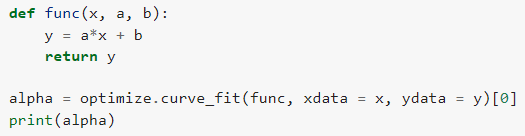 def func(x, a, b):
    y = a*x + b
    return y
alpha = optimize.curve_fit(func, xdata = x, ydata = y)[0]
print(alpha)